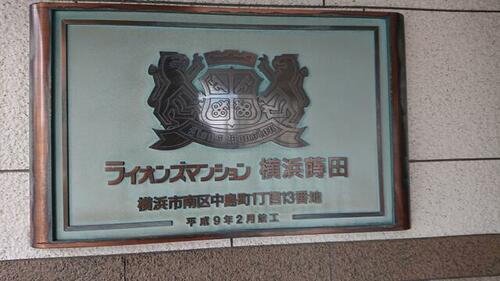 ライオンズマンション 横浜蒔田
横浜市南区中島町1丁目13番地
平成9年2月竣工